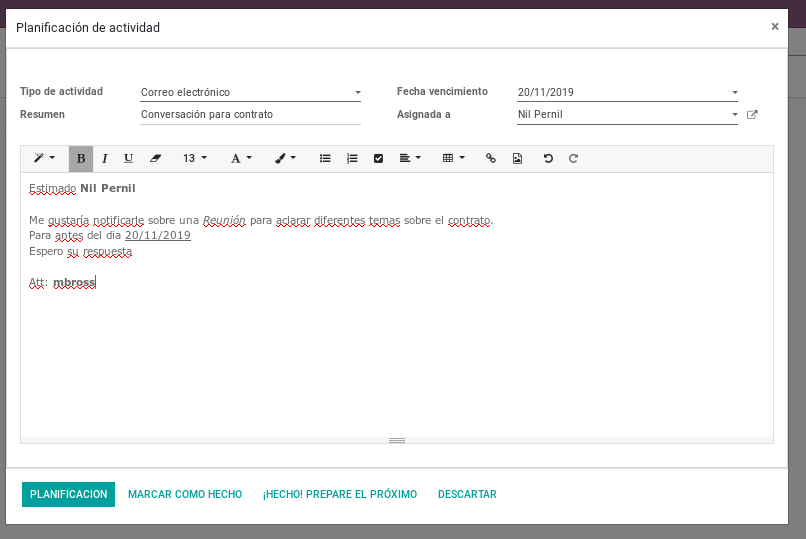 Planificación de actividad ×
Tipo de actividad Correo electrónico Fecha vencimiento 20/11/2019
Resumen Conversación para contrato Asignada a Nil Pernil
B I U 13 A
Estimado Nil Pernil
Me gustaría notificarle sobre una Reunión para aclarar diferentes temas sobre el contrato.
Para antes del dia 20/11/2019
Espero su respuesta
Att: mbross
PLANIFICACION MARCAR COMO HECHO ¡HECHO! PREPARE EL PRÓXIMO DESCARTAR